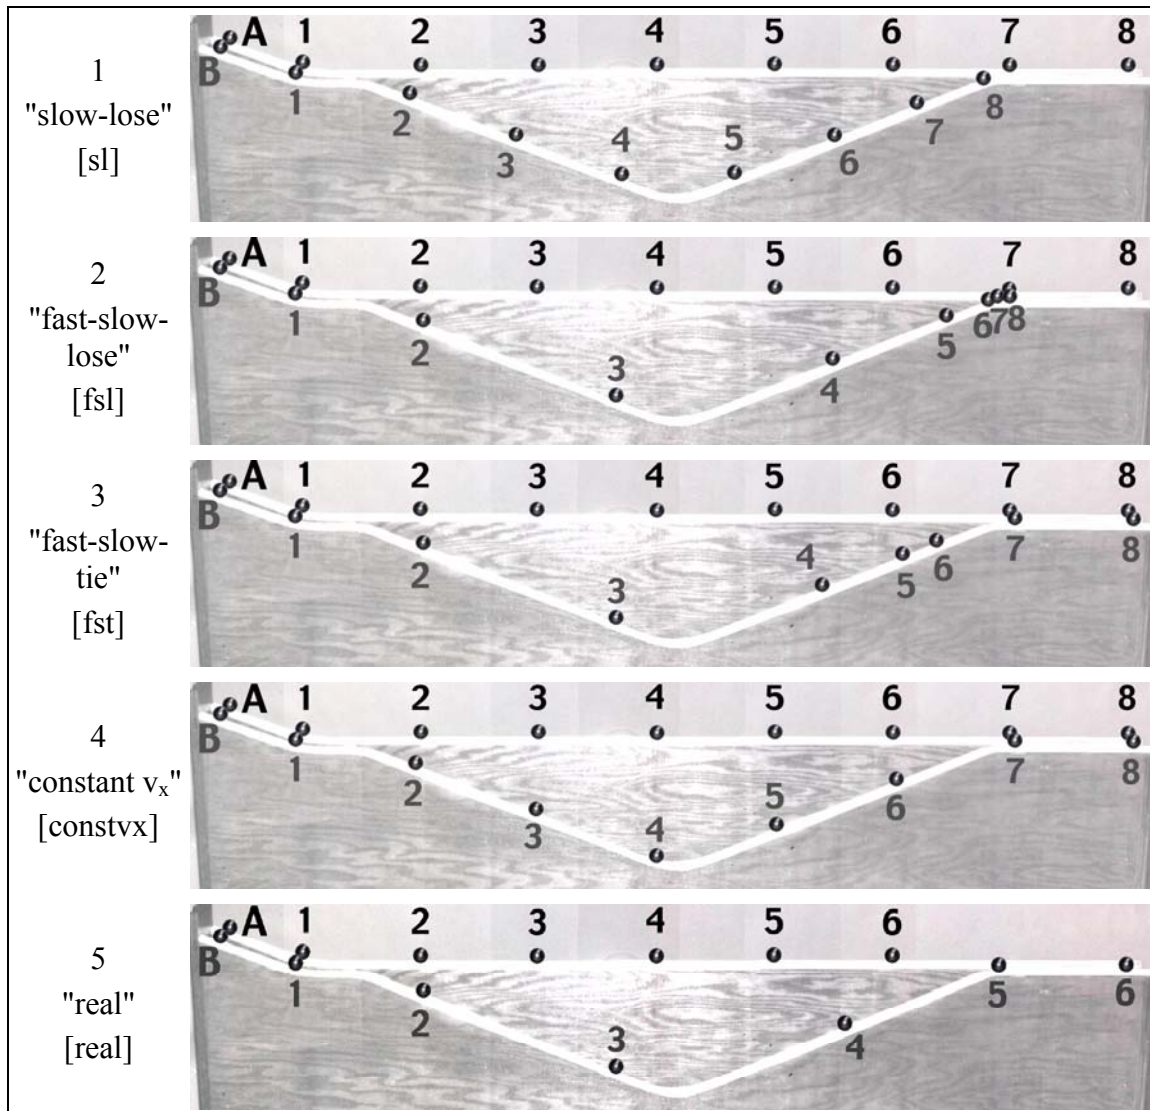 A 1 2 3 4 5 6 7 8
B 1 2 3 4 5 6 7 8
1
"slow-lose"
[sl]
A 1 2 3 4 5 6 7 8
B 1 2 3 4 5 6 7 8
2
"fast-slow-
lose"
[fsl]
A 1 2 3 4 5 6 7 8
B 1 2 3 4 5 6 7 8
3
"fast-slow-
tie"
[fst]
A 1 2 3 4 5 6 7 8
B 1 2 3 4 5 6 7 8
4
"constant vx"
[constvx]
A 1 2 3 4 5 6
B 1 2 3 4 5 6
5
"real"
[real]